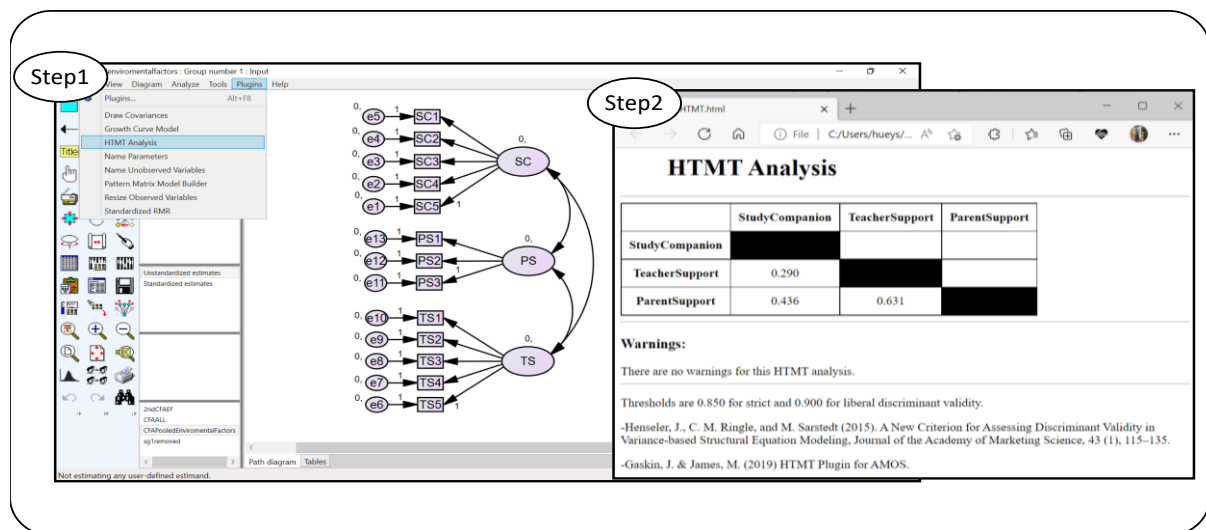 Step1
enviromentalfactors : Group number 1 : Input
View Diagram Analyze Tools Plugins Help
Plugins... Alt+F8
Draw Covariances
Growth Curve Model
HTMT Analysis
Name Parameters
Name Unobserved Variables
Pattern Matrix Model Builder
Resize Observed Variables
Standardized RMR
Title
Unstandardized estimates
Standardized estimates
2ndCFAEF
CFAALL
CFAPooledEnviromentalFactors
sg1removed
0, e5 1 SC1
0, e4 1 SC2
0, e3 1 SC3
0, e2 1 SC4
0, e1 1 SC5 1
0, SC
0, e13 1 PS1
0, e12 1 PS2
0, e11 1 PS3 1
0, PS
0, e10 1 TS1
0, e9 1 TS2
0, e8 1 TS3
0, e7 1 TS4
0, e6 1 TS5 1
0, TS
Path diagram Tables
Not estimating any user-defined estimand.
Step2
HTMT.html
File C:/Users/hueys/...
HTMT Analysis
StudyCompanion TeacherSupport ParentSupport
StudyCompanion
TeacherSupport 0.290
ParentSupport 0.436 0.631
Warnings:
There are no warnings for this HTMT analysis.
Thresholds are 0.850 for strict and 0.900 for liberal discriminant validity.
-Henseler, J., C. M. Ringle, and M. Sarstedt (2015). A New Criterion for Assessing Discriminant Validity in
Variance-based Structural Equation Modeling, Journal of the Academy of Marketing Science, 43 (1), 115–135.
-Gaskin, J. & James, M. (2019) HTMT Plugin for AMOS.